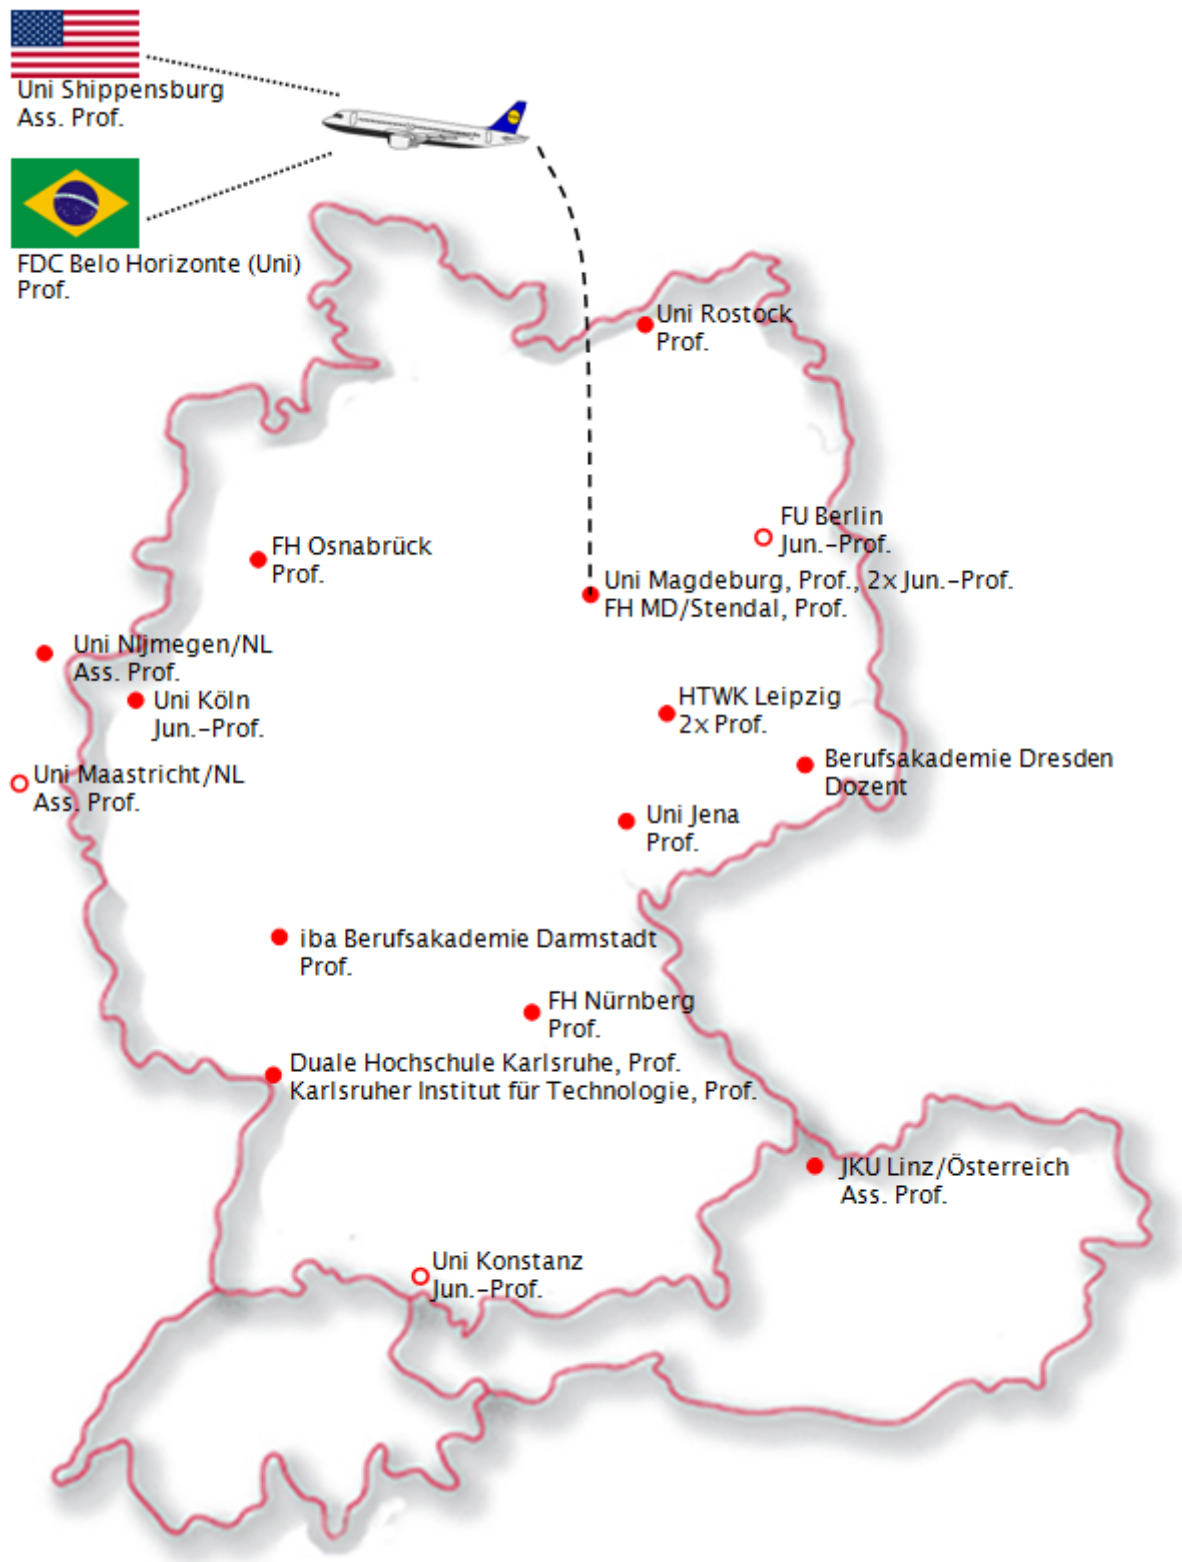 Uni Shippensburg
Ass. Prof.
FDC Belo Horizonte (Uni)
Prof.
Uni Rostock
Prof.
FU Berlin
Jun.-Prof.
FH Osnabrück
Prof.
Uni Magdeburg, Prof., 2x Jun.-Prof.
FH MD/Stendal, Prof.
Uni NIjmegen/NL
Ass. Prof.
Uni Köln
Jun.-Prof.
HTWK Leipzig
2x Prof.
Uni Maastricht/NL
Ass. Prof.
Berufsakademie Dresden
Dozent
Uni Jena
Prof.
iba Berufsakademie Darmstadt
Prof.
FH Nürnberg
Prof.
Duale Hochschule Karlsruhe, Prof.
Karlsruher Institut für Technologie, Prof.
JKU Linz/Österreich
Ass. Prof.
Uni Konstanz
Jun.-Prof.